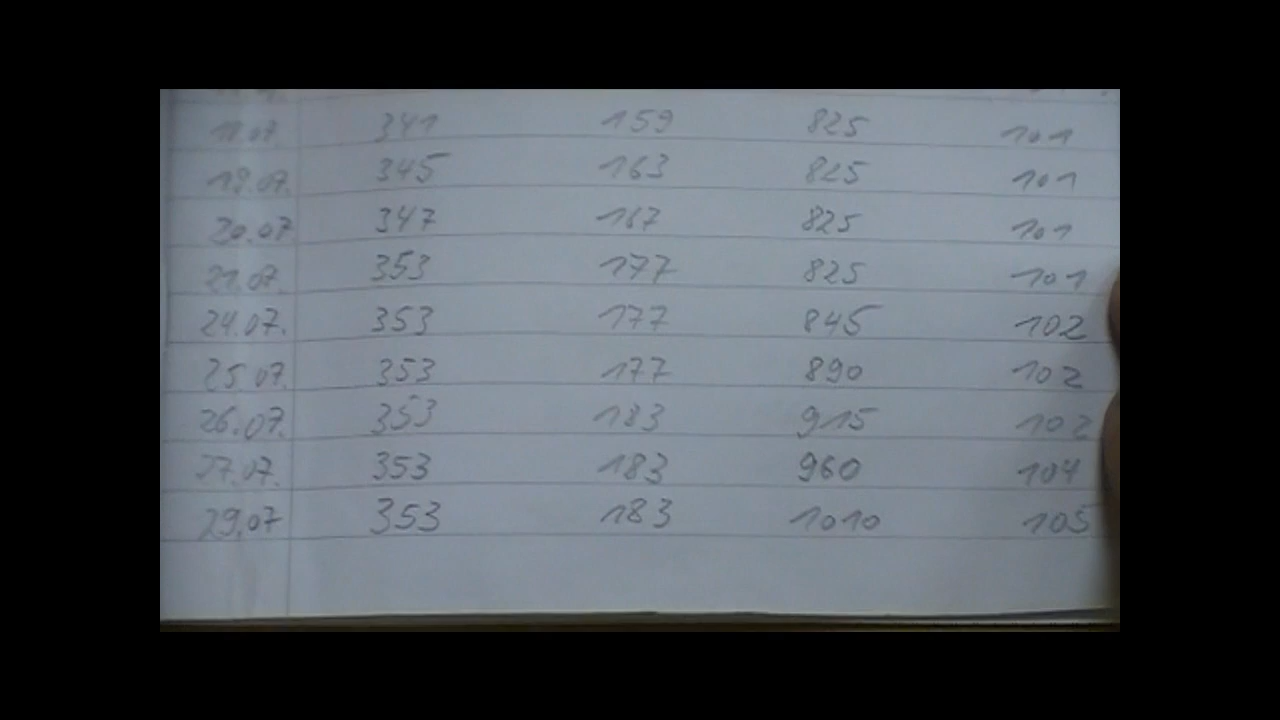 341 159 825 101
19.07. 345 163 825 101
20.07 347 167 825 101
21.07. 353 177 825 101
24.07. 353 177 845 102
25.07. 353 177 890 102
26.07. 353 183 915 102
27.07. 353 183 960 104
29.07 353 183 1010 105